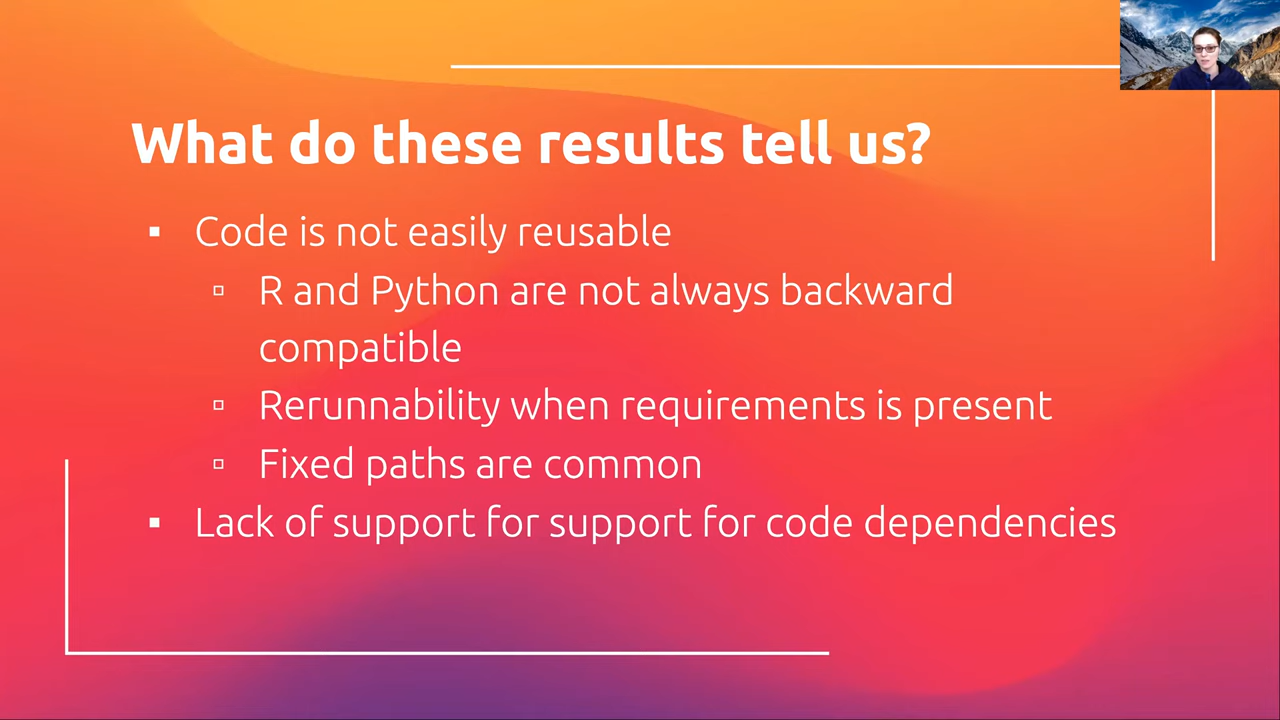 What do these results tell us?
Code is not easily reusable
R and Python are not always backward
compatible
Rerunnability when requirements is present
Fixed paths are common
Lack of support for support for code dependencies